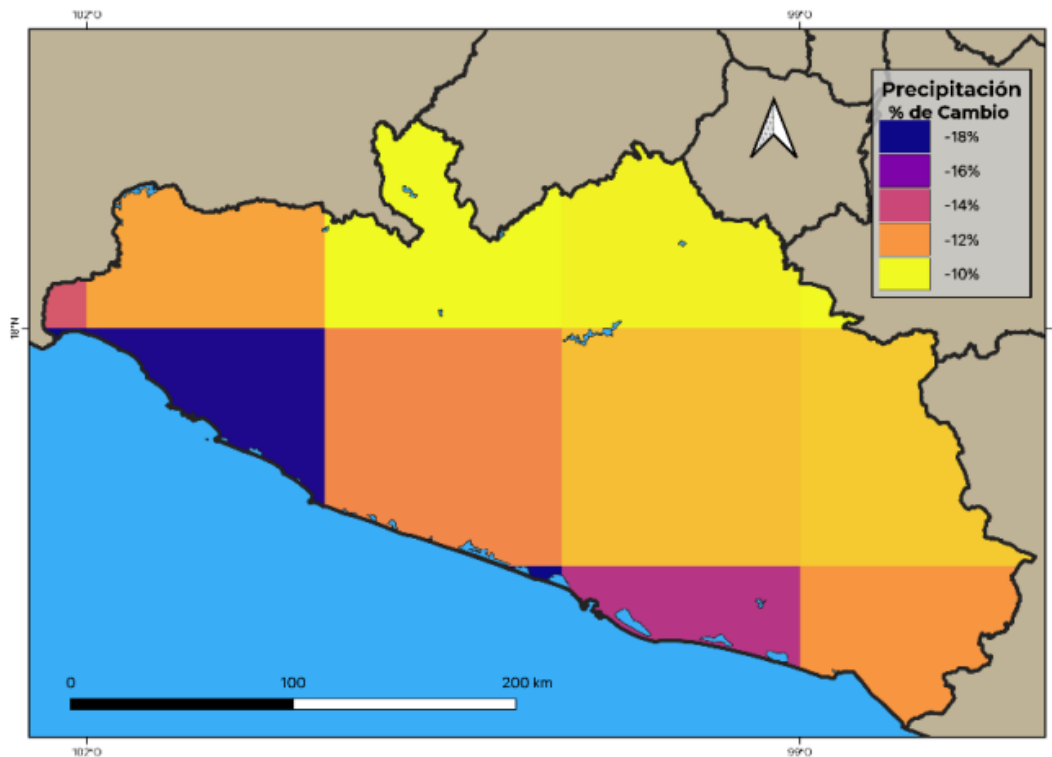 102°O 99°O
Precipitación
% de Cambio
-18%
-16%
-14%
-12%
-10%
18°N
0 100 200 km
102°O 99°O